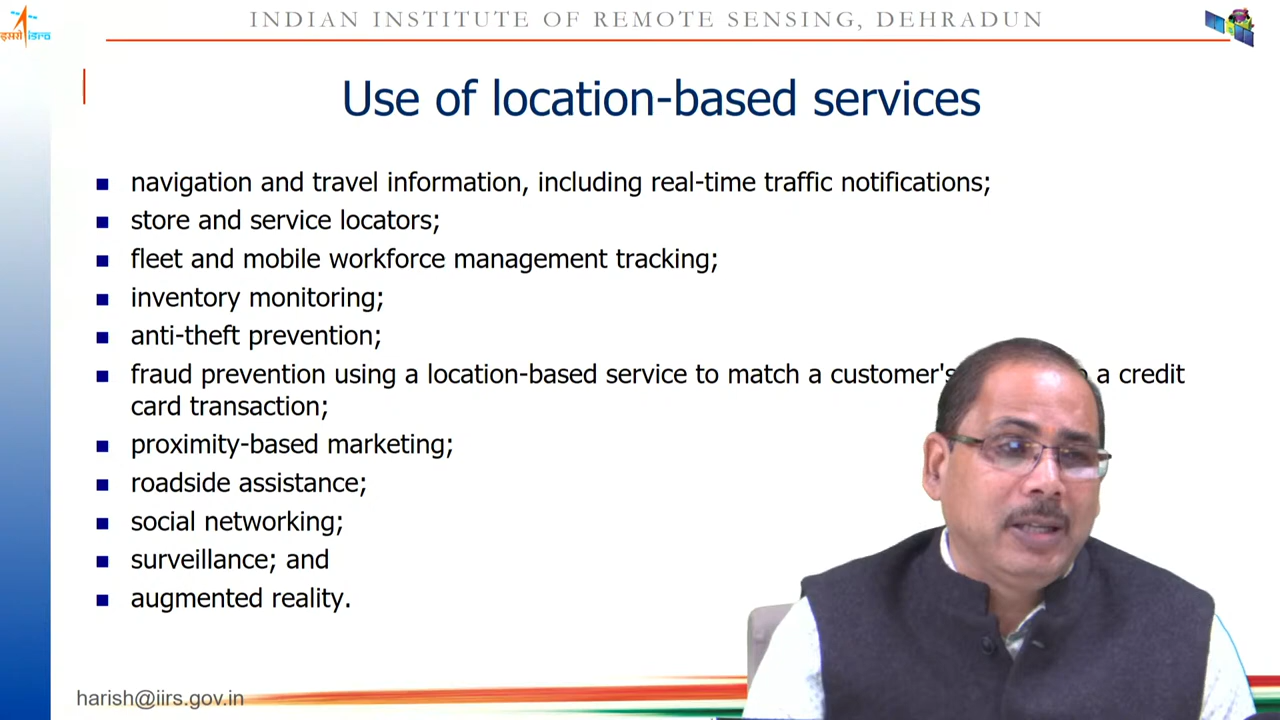 INDIAN INSTITUTE OF REMOTE SENSING, DEHRADUN
इसरो isro
Use of location-based services
navigation and travel information, including real-time traffic notifications;
store and service locators;
fleet and mobile workforce management tracking;
inventory monitoring;
anti-theft prevention;
fraud prevention using a location-based service to match a customer's a credit
card transaction;
proximity-based marketing;
roadside assistance;
social networking;
surveillance; and
augmented reality.
harish@iirs.gov.in